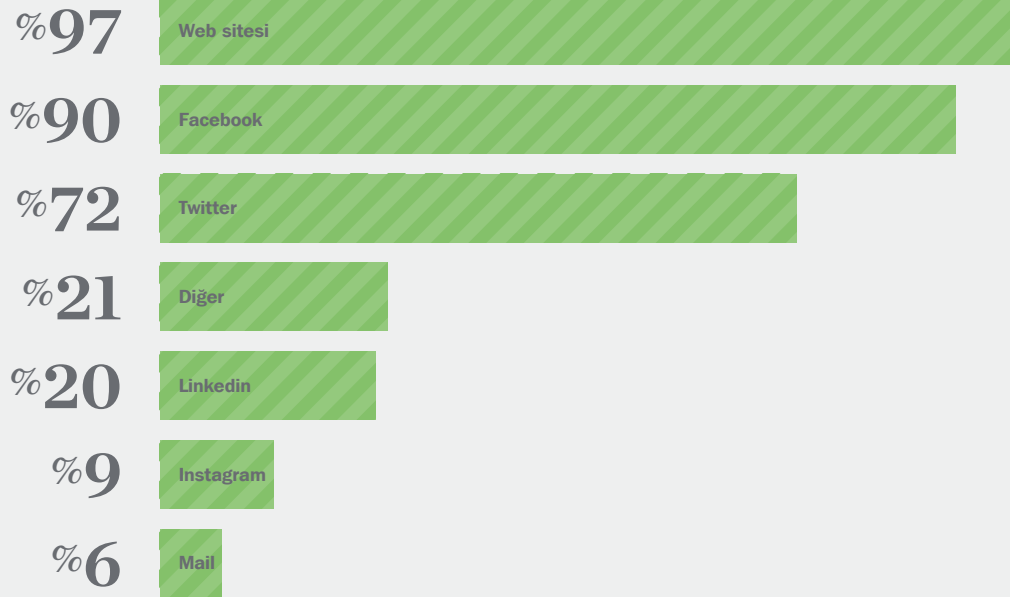 %97 Web sitesi
%90 Facebook
%72 Twitter
%21 Diğer
%20 Linkedin
%9 Instagram
%6 Mail